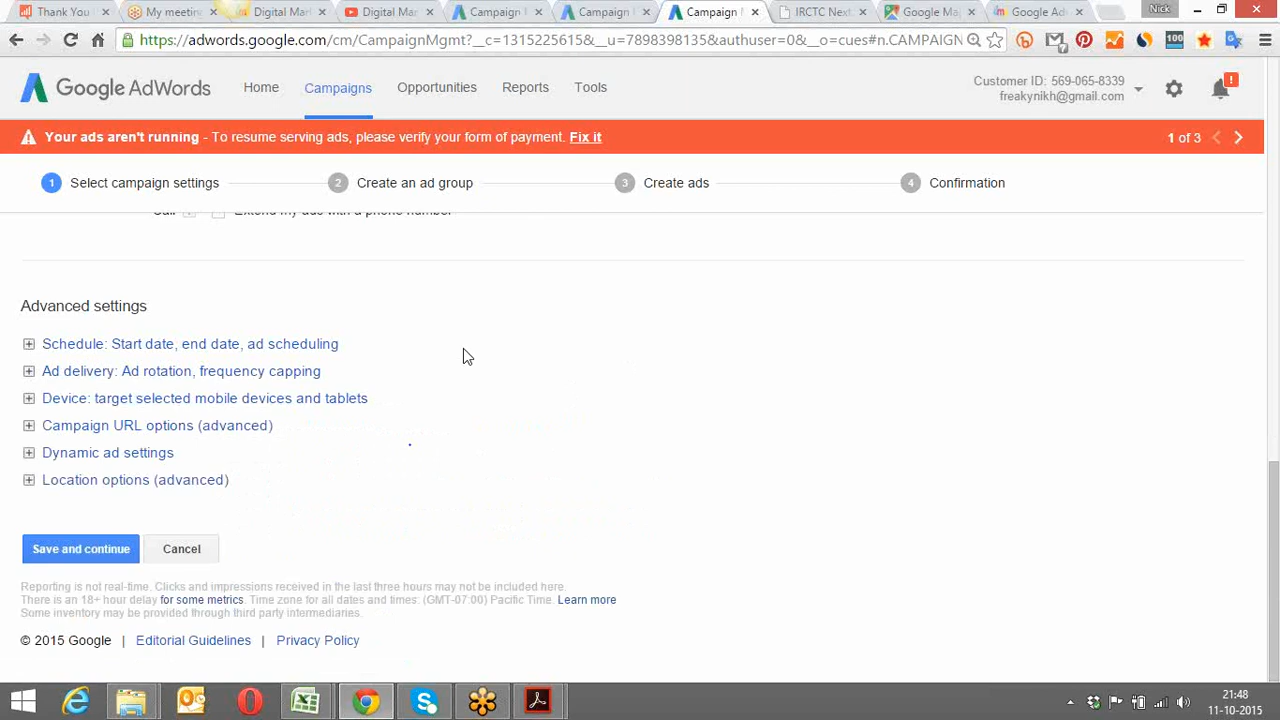 Thank You
My meetin
Digital Mar
Digital Mar
Campaign
Campaign
Campaign
IRCTC Next
Google Ma
Google Ad
Nick
https://adwords.google.com/cm/CampaignMgmt?__c=1315225615&__u=7898398135&authuser=0&__o=cues#n.CAMPAIGN
Google AdWords
Home
Campaigns
Opportunities
Reports
Tools
Customer ID: 569-065-8339
freakynikh@gmail.com
Your ads aren't running - To resume serving ads, please verify your form of payment. Fix it
1 of 3
1 Select campaign settings
2 Create an ad group
3 Create ads
4 Confirmation
Extend my ads with a phone number
Advanced settings
Schedule: Start date, end date, ad scheduling
Ad delivery: Ad rotation, frequency capping
Device: target selected mobile devices and tablets
Campaign URL options (advanced)
Dynamic ad settings
Location options (advanced)
Save and continue
Cancel
Reporting is not real-time. Clicks and impressions received in the last three hours may not be included here.
There is an 18+ hour delay for some metrics. Time zone for all dates and times: (GMT-07:00) Pacific Time. Learn more
Some inventory may be provided through third party intermediaries.
© 2015 Google | Editorial Guidelines | Privacy Policy
21:48
11-10-2015